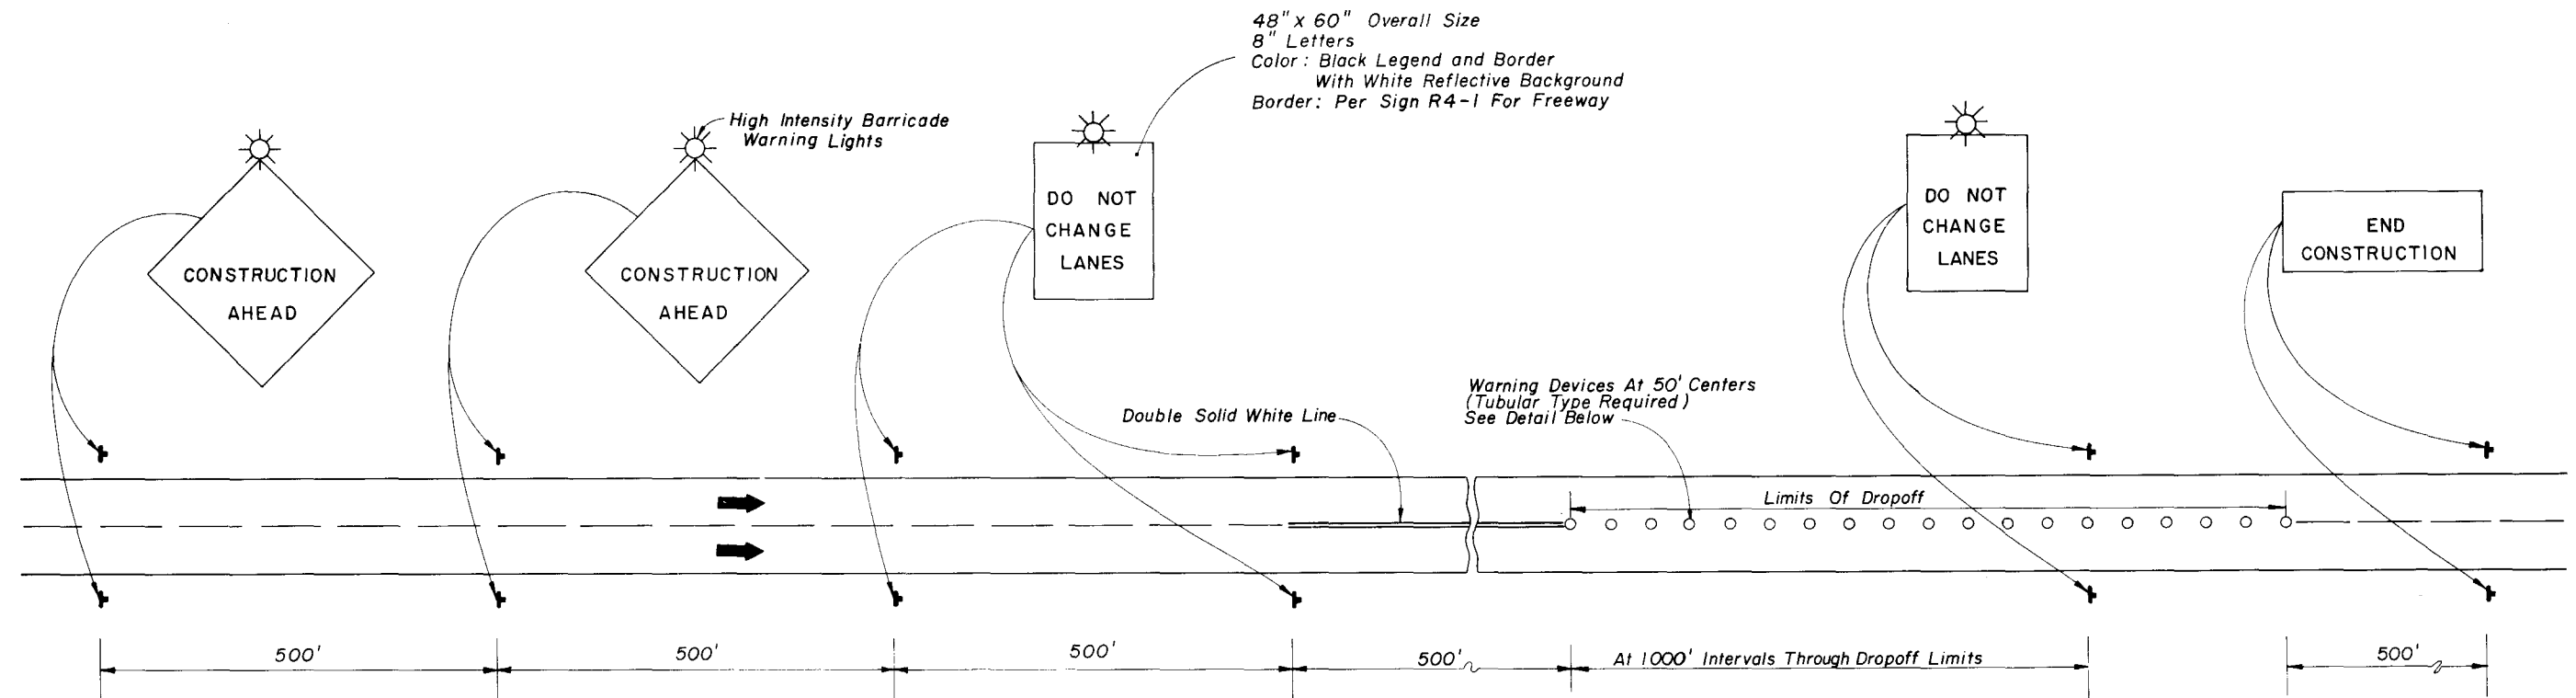 48" x 60" Overall Size
8" Letters
Color: Black Legend and Border
With White Reflective Background
Border: Per Sign R4-1 For Freeway
High Intensity Barricade
Warning Lights
CONSTRUCTION
AHEAD
CONSTRUCTION
AHEAD
DO NOT
CHANGE
LANES
DO NOT
CHANGE
LANES
END
CONSTRUCTION
Double Solid White Line
Warning Devices At 50' Centers
(Tubular Type Required)
See Detail Below
Limits Of Dropoff
500'
500'
500'
500'
At 1000' Intervals Through Dropoff Limits
500'